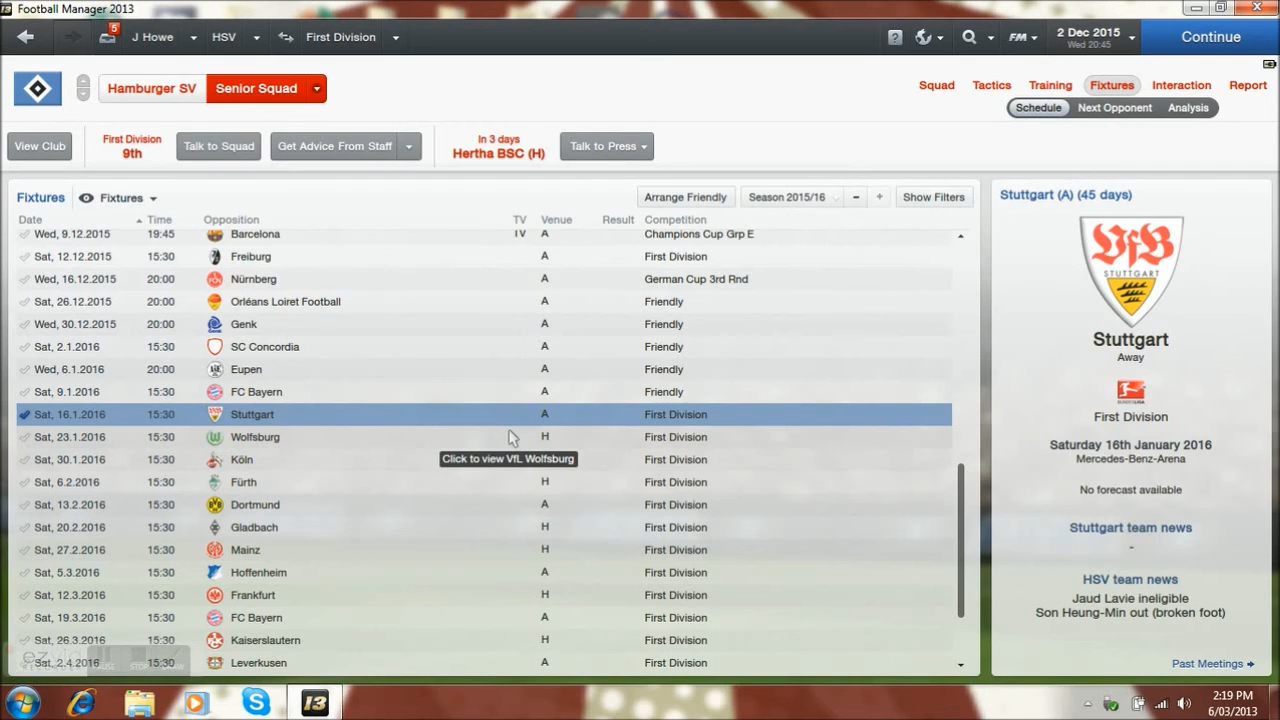 Football Manager 2013
5 J Howe HSV First Division FM 2 Dec 2015 Wed 20:45 Continue
Hamburger SV Senior Squad Squad Tactics Training Fixtures Interaction Report
Schedule Next Opponent Analysis
View Club First Division 9th Talk to Squad Get Advice From Staff In 3 days Hertha BSC (H) Talk to Press
Fixtures Fixtures Arrange Friendly Season 2015/16 - + Show Filters
Date Time Opposition TV Venue Result Competition
Wed, 9.12.2015 19:45 Barcelona TV A Champions Cup Grp E
Sat, 12.12.2015 15:30 Freiburg A First Division
Wed, 16.12.2015 20:00 Nürnberg A German Cup 3rd Rnd
Sat, 26.12.2015 20:00 Orléans Loiret Football A Friendly
Wed, 30.12.2015 20:00 Genk A Friendly
Sat, 2.1.2016 15:30 SC Concordia A Friendly
Wed, 6.1.2016 20:00 Eupen A Friendly
Sat, 9.1.2016 15:30 FC Bayern A Friendly
Sat, 16.1.2016 15:30 Stuttgart A First Division
Sat, 23.1.2016 15:30 Wolfsburg H First Division
Click to view VfL Wolfsburg
Sat, 30.1.2016 15:30 Köln First Division
Sat, 6.2.2016 15:30 Fürth H First Division
Sat, 13.2.2016 15:30 Dortmund A First Division
Sat, 20.2.2016 15:30 Gladbach H First Division
Sat, 27.2.2016 15:30 Mainz H First Division
Sat, 5.3.2016 15:30 Hoffenheim A First Division
Sat, 12.3.2016 15:30 Frankfurt H First Division
Sat, 19.3.2016 15:30 FC Bayern A First Division
Sat, 26.3.2016 15:30 Kaiserslautern H First Division
Sat, 2.4.2016 15:30 Leverkusen A First Division
ezvid STOP
Stuttgart (A) (45 days)
VfB
STUTTGART
Stuttgart
Away
First Division
Saturday 16th January 2016
Mercedes-Benz-Arena
No forecast available
Stuttgart team news
-
HSV team news
Jaud Lavie ineligible
Son Heung-Min out (broken foot)
Past Meetings
13
2:19 PM
6/03/2013